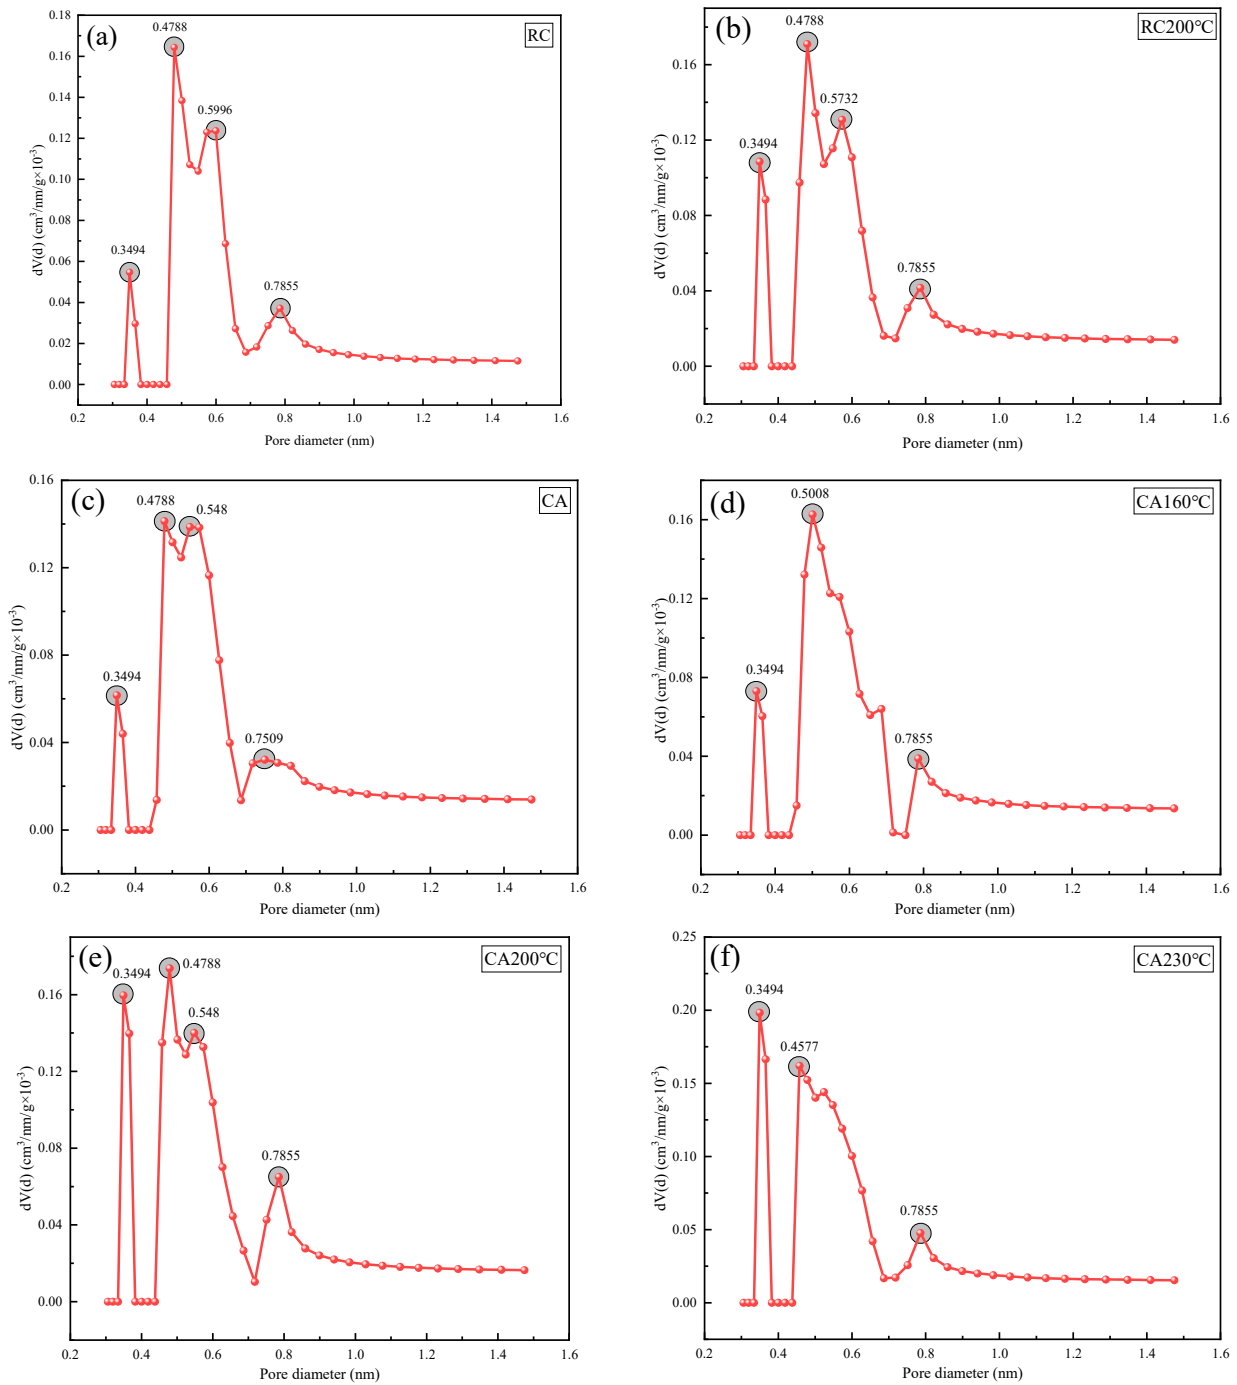 (a)
RC
0.4788
0.5996
0.3494
0.7855
0.18
0.16
0.14
0.12
0.10
0.08
0.06
0.04
0.02
0.00
dV(d) (cm³/nm/g×10⁻³)
0.2 0.4 0.6 0.8 1.0 1.2 1.4 1.6
Pore diameter (nm)
(b)
RC200°C
0.4788
0.5732
0.3494
0.7855
0.16
0.12
0.08
0.04
0.00
dV(d) (cm³/nm/g×10⁻³)
0.2 0.4 0.6 0.8 1.0 1.2 1.4 1.6
Pore diameter (nm)
(c)
CA
0.4788
0.548
0.3494
0.7509
0.16
0.12
0.08
0.04
0.00
dV(d) (cm³/nm/g×10⁻³)
0.2 0.4 0.6 0.8 1.0 1.2 1.4 1.6
Pore diameter (nm)
(d)
CA160°C
0.5008
0.3494
0.7855
0.16
0.12
0.08
0.04
0.00
dV(d) (cm³/nm/g×10⁻³)
0.2 0.4 0.6 0.8 1.0 1.2 1.4 1.6
Pore diameter (nm)
(e)
CA200°C
0.3494
0.4788
0.548
0.7855
0.16
0.12
0.08
0.04
0.00
dV(d) (cm³/nm/g×10⁻³)
0.2 0.4 0.6 0.8 1.0 1.2 1.4 1.6
Pore diameter (nm)
(f)
CA230°C
0.3494
0.4577
0.7855
0.25
0.20
0.15
0.10
0.05
0.00
dV(d) (cm³/nm/g×10⁻³)
0.2 0.4 0.6 0.8 1.0 1.2 1.4 1.6
Pore diameter (nm)